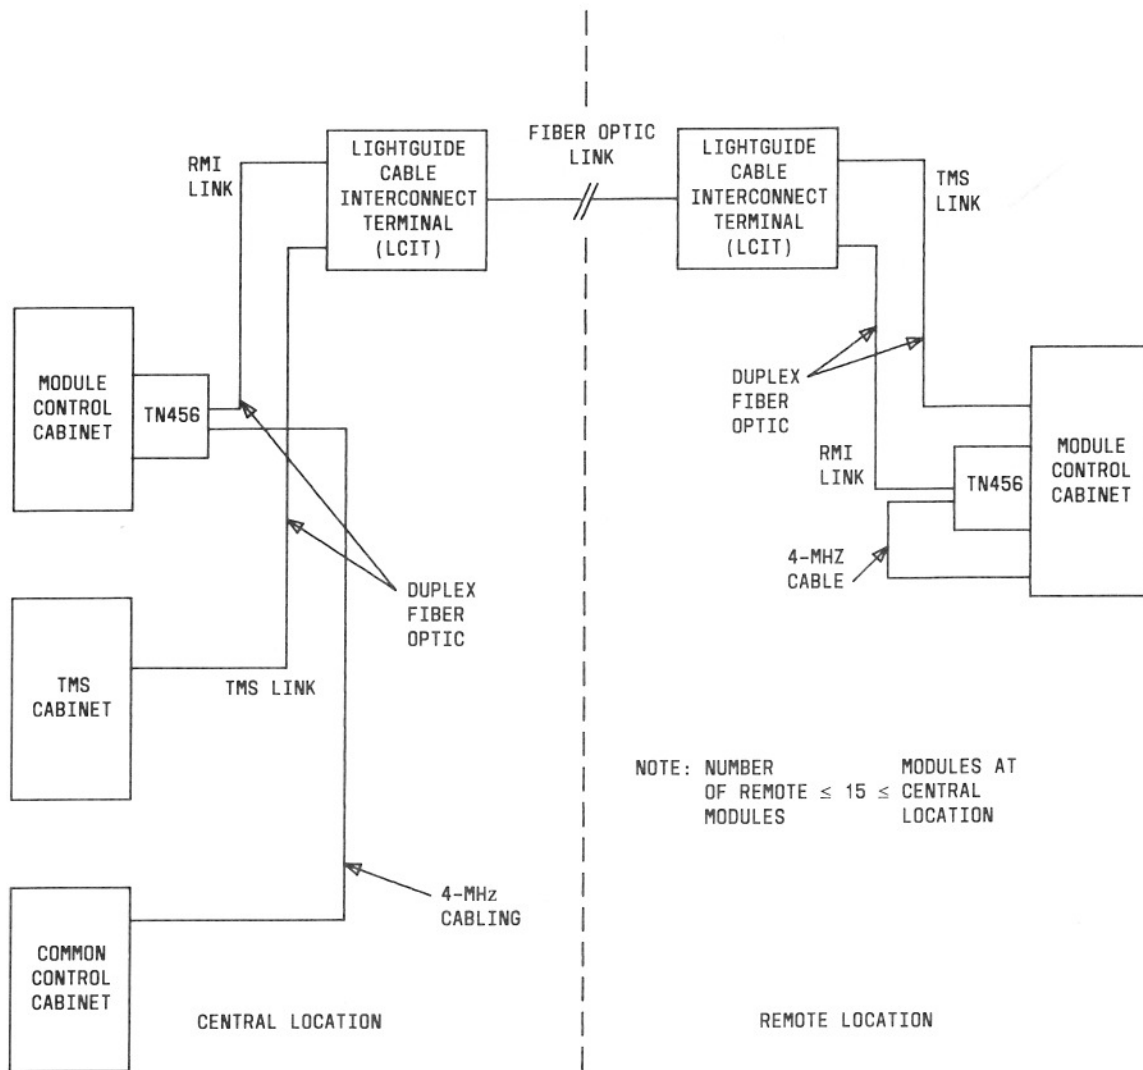 LIGHTGUIDE
CABLE
INTERCONNECT
TERMINAL
(LCIT)
FIBER OPTIC
LINK
LIGHTGUIDE
CABLE
INTERCONNECT
TERMINAL
(LCIT)
RMI
LINK
TMS
LINK
MODULE
CONTROL
CABINET
TN456
DUPLEX
FIBER
OPTIC
RMI
LINK
TN456
MODULE
CONTROL
CABINET
4-MHZ
CABLE
DUPLEX
FIBER
OPTIC
TMS
CABINET
TMS LINK
NOTE: NUMBER MODULES AT
OF REMOTE ≤ 15 ≤ CENTRAL
MODULES LOCATION
4-MHz
CABLING
COMMON
CONTROL
CABINET
CENTRAL LOCATION
REMOTE LOCATION